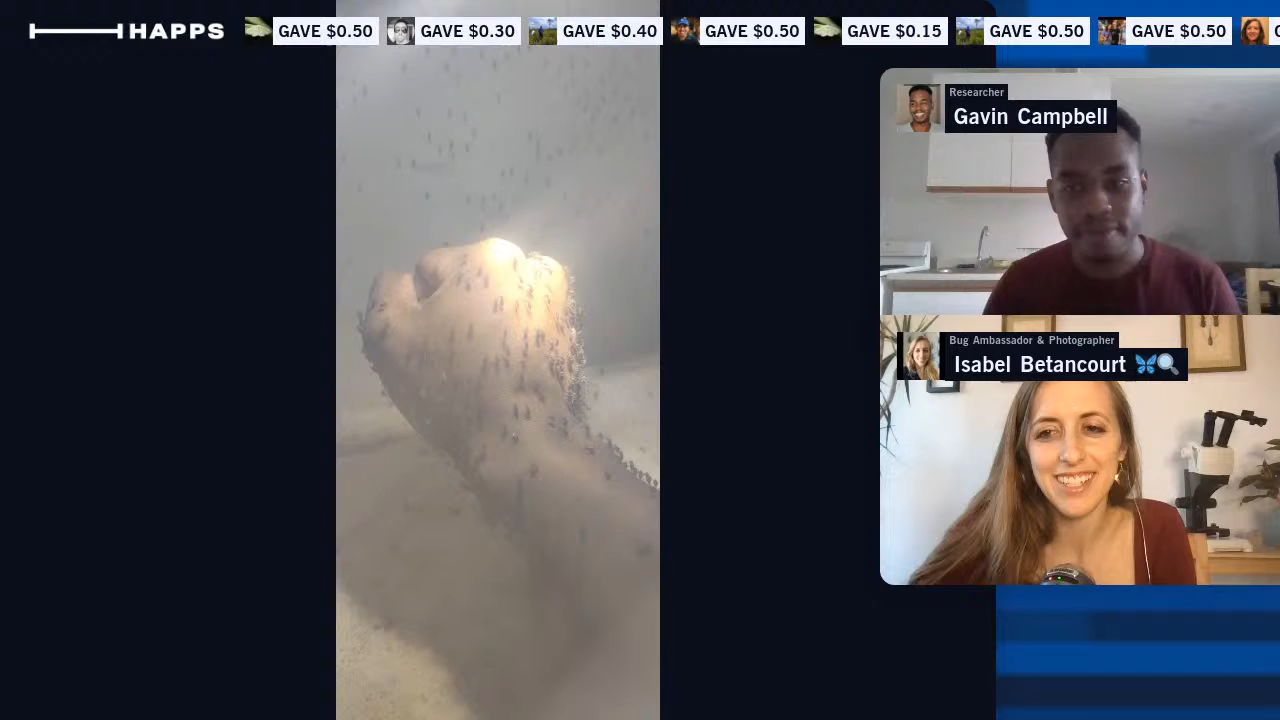 HAPPS
GAVE $0.50
GAVE $0.30
GAVE $0.40
GAVE $0.50
GAVE $0.15
GAVE $0.50
GAVE $0.50
Researcher
Gavin Campbell
Bug Ambassador & Photographer
Isabel Betancourt 🦋🔍